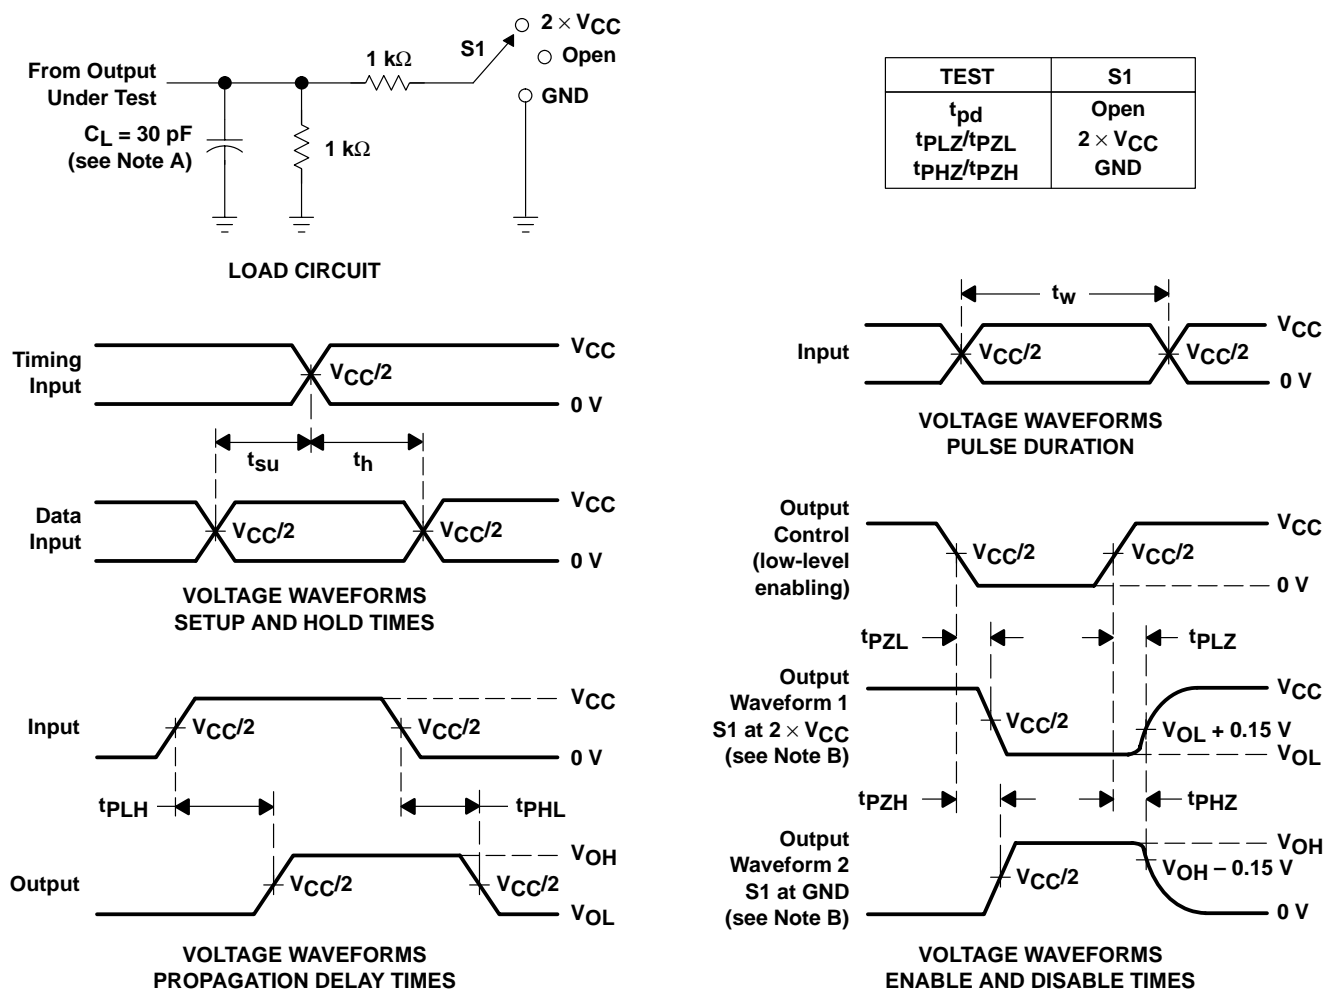 2 × VCC
S1
Open
1 kΩ
From Output
Under Test
GND
CL = 30 pF
(see Note A)
1 kΩ
LOAD CIRCUIT
TEST S1
tpd Open
tPLZ/tPZL 2 × VCC
tPHZ/tPZH GND
Timing
Input
VCC
VCC/2
0 V
tsu
th
Data
Input
VCC
VCC/2
VCC/2
0 V
VOLTAGE WAVEFORMS
SETUP AND HOLD TIMES
tw
Input
VCC
VCC/2
VCC/2
0 V
VOLTAGE WAVEFORMS
PULSE DURATION
Input
VCC
VCC/2
VCC/2
0 V
tPLH
tPHL
Output
VOH
VCC/2
VCC/2
VOL
VOLTAGE WAVEFORMS
PROPAGATION DELAY TIMES
Output
Control
(low-level
enabling)
VCC
VCC/2
VCC/2
0 V
tPZL
tPLZ
Output
Waveform 1
S1 at 2 × VCC
(see Note B)
VCC
VCC/2
VOL + 0.15 V
VOL
tPZH
tPHZ
Output
Waveform 2
S1 at GND
(see Note B)
VOH
VCC/2
VOH – 0.15 V
0 V
VOLTAGE WAVEFORMS
ENABLE AND DISABLE TIMES